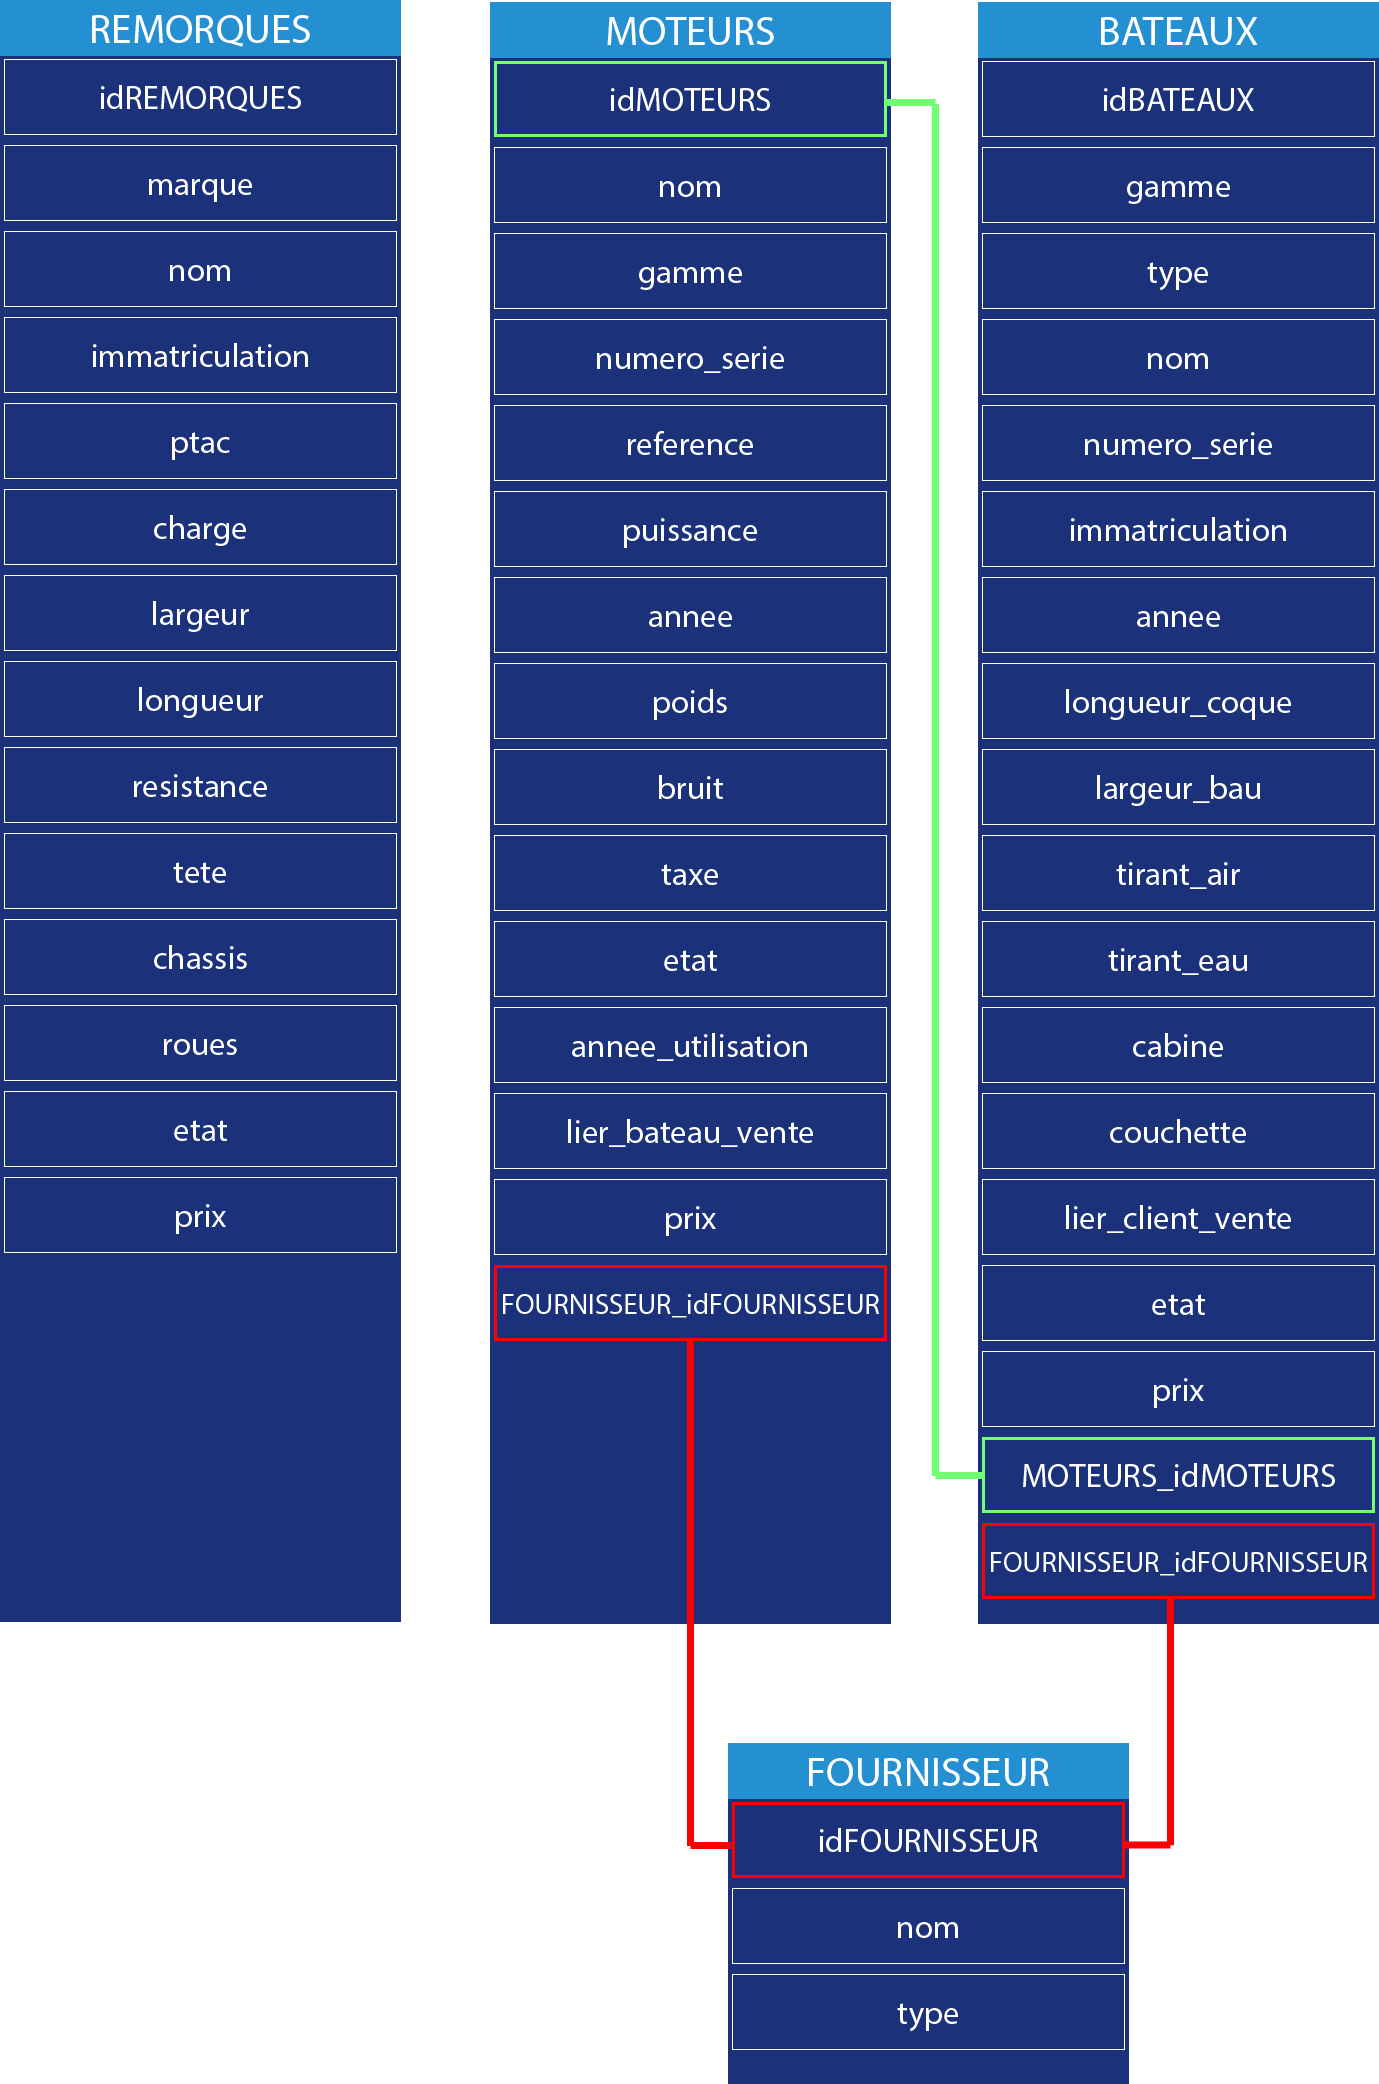 REMORQUES
idREMORQUES
marque
nom
immatriculation
ptac
charge
largeur
longueur
resistance
tete
chassis
roues
etat
prix
MOTEURS
idMOTEURS
nom
gamme
numero_serie
reference
puissance
annee
poids
bruit
taxe
etat
annee_utilisation
lier_bateau_vente
prix
FOURNISSEUR_idFOURNISSEUR
BATEAUX
idBATEAUX
gamme
type
nom
numero_serie
immatriculation
annee
longueur_coque
largeur_bau
tirant_air
tirant_eau
cabine
couchette
lier_client_vente
etat
prix
MOTEURS_idMOTEURS
FOURNISSEUR_idFOURNISSEUR
FOURNISSEUR
idFOURNISSEUR
nom
type